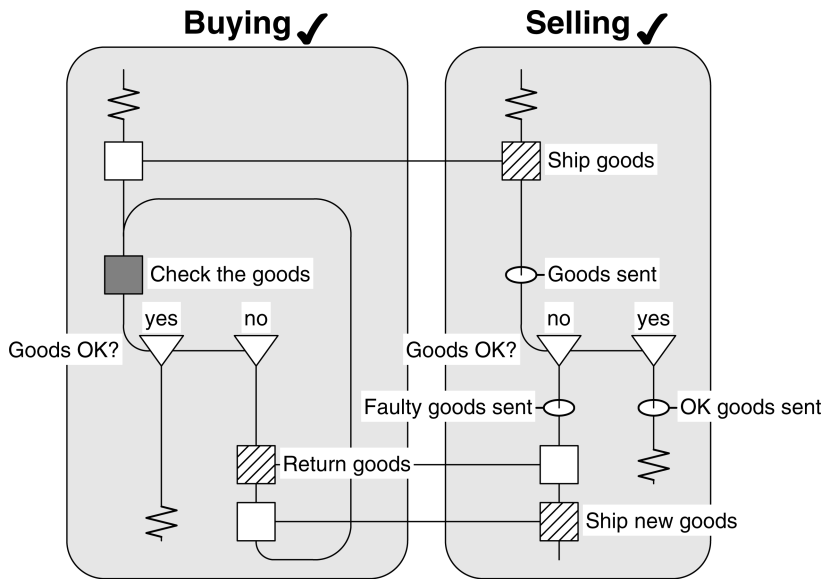 Buying
Selling
Ship goods
Check the goods
Goods sent
yes
no
no
yes
Goods OK?
Goods OK?
Faulty goods sent
OK goods sent
Return goods
Ship new goods